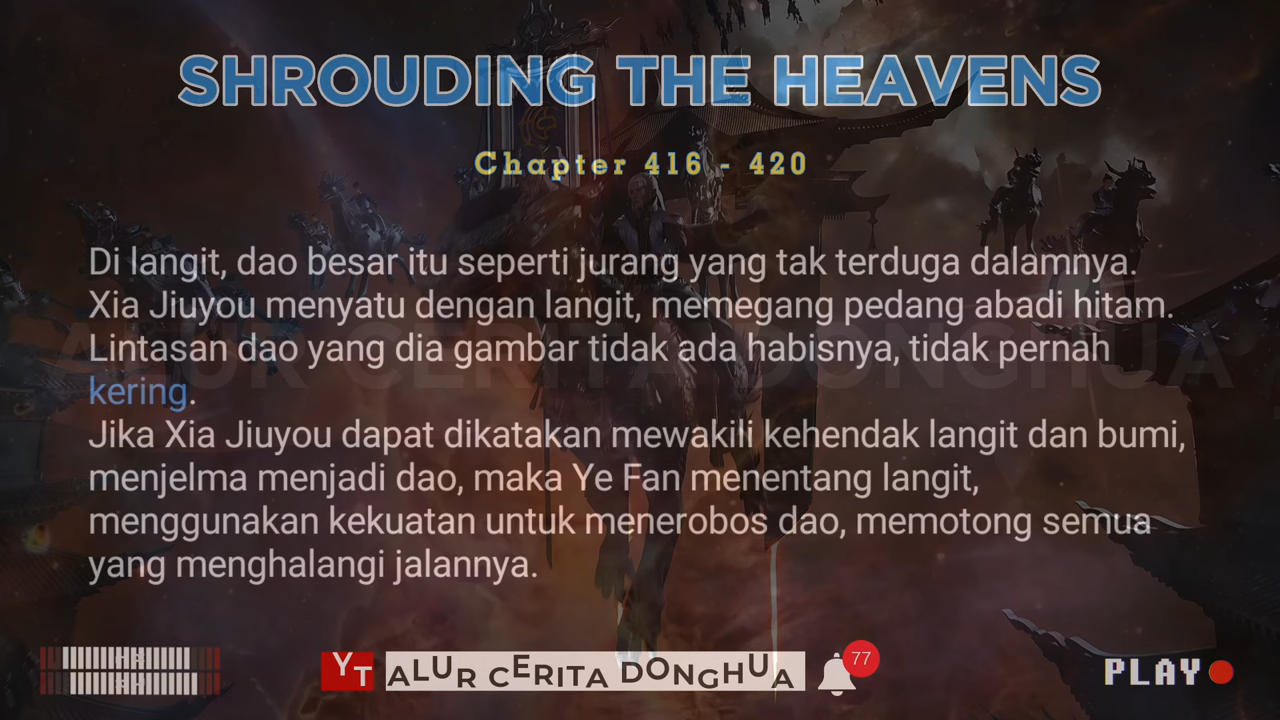 SHROUDING THE HEAVENS
Chapter 416 - 420
Di langit, dao besar itu seperti jurang yang tak terduga dalamnya.
Xia Jiuyou menyatu dengan langit, memegang pedang abadi hitam.
Lintasan dao yang dia gambar tidak ada habisnya, tidak pernah
kering.
Jika Xia Jiuyou dapat dikatakan mewakili kehendak langit dan bumi,
menjelma menjadi dao, maka Ye Fan menentang langit,
menggunakan kekuatan untuk menerobos dao, memotong semua
yang menghalangi jalannya.
ALUR CERITA DONGHUA
YT ALUR CERITA DONGHUA
77
PLAY